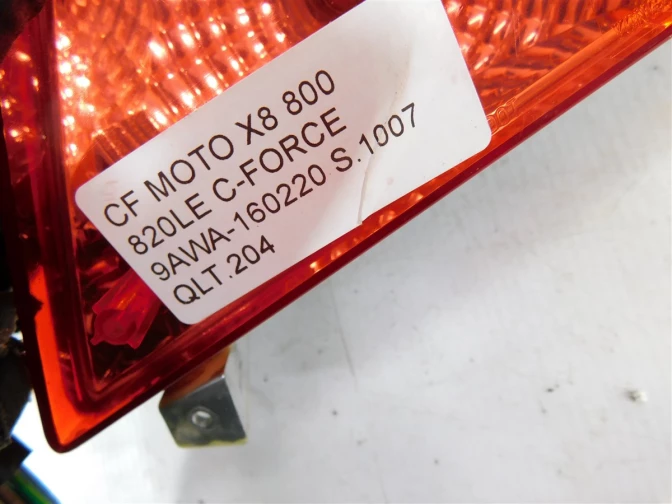 CF MOTO X8 800
820LE C-FORCE
9AWA-160220 S.1007
QLT.204